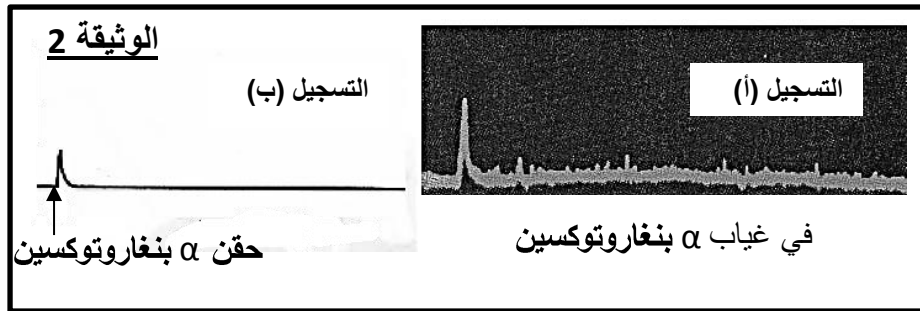 الوثيقة 2
التسجيل (أ)
التسجيل (ب)
في غياب α بنغاروتوكسين
حقن α بنغاروتوكسين